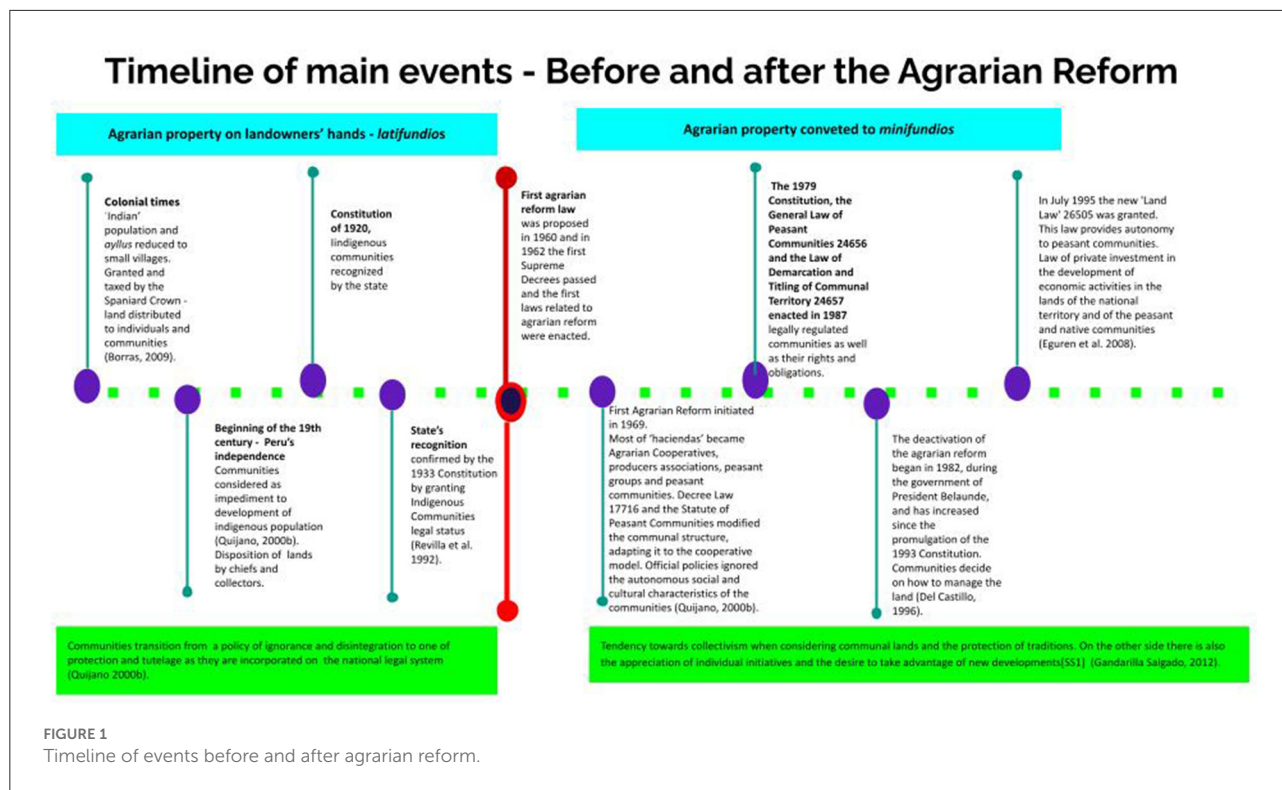 Timeline of main events - Before and after the Agrarian Reform
Agrarian property on landowners' hands - latifundios
Agrarian property conveted to minifundios
Colonial times
'Indian'
population and
ayllus reduced to
small villages.
Granted and
taxed by the
Spaniard Crown -
land distributed
to individuals and
communities
(Borras, 2009).
Beginning of the 19th
century - Peru's
independence
Communities
considered as
impediment to
development of
indigenous population
(Quijano, 2000b).
Disposition of lands
by chiefs and
collectors.
Constitution
of 1920,
Iindigenous
communities
recognized
by the state
State's
recognition
confirmed by the
1933 Constitution
by granting
Indigenous
Communities
legal status
(Revilla et al.
1992).
First agrarian
reform law
was proposed
in 1960 and in
1962 the first
Supreme
Decrees passed
and the first
laws related to
agrarian reform
were enacted.
First Agrarian Reform initiated
in 1969.
Most of 'haciendas' became
Agrarian Cooperatives,
producers associations, peasant
groups and peasant
communities. Decree Law
17716 and the Statute of
Peasant Communities modified
the communal structure,
adapting it to the cooperative
model. Official policies ignored
the autonomous social and
cultural characteristics of the
communities (Quijano, 2000b).
The 1979
Constitution, the
General Law of
Peasant
Communities 24656
and the Law of
Demarcation and
Titling of Communal
Territory 24657
enacted in 1987
legally regulated
communities as well
as their rights and
obligations.
The deactivation of
the agrarian reform
began in 1982, during
the government of
President Belaunde,
and has increased
since the
promulgation of the
1993 Constitution.
Communities decide
on how to manage the
land (Del Castillo,
1996).
In July 1995 the new 'Land
Law' 26505 was granted.
This law provides autonomy
to peasant communities.
Law of private investment in
the development of
economic activities in the
lands of the national
territory and of the peasant
and native communities
(Eguren et al. 2008).
Communities transition from a policy of ignorance and disintegration to one of
protection and tutelage as they are incorporated on the national legal system
(Quijano 2000b).
Tendency towards collectivism when considering communal lands and the protection of traditions. On the other side there is also
the appreciation of individual initiatives and the desire to take advantage of new developments[SS1] (Gandarilla Salgado, 2012).
FIGURE 1
Timeline of events before and after agrarian reform.